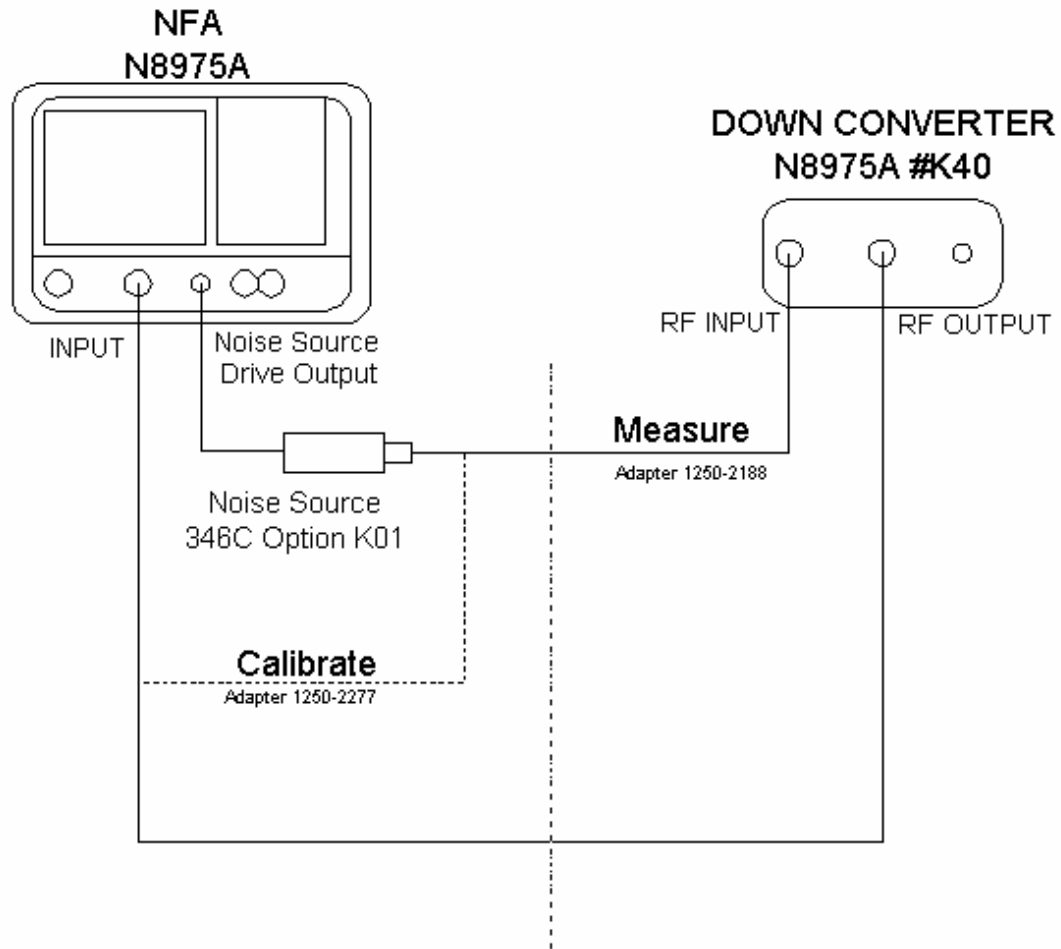 NFA
N8975A
DOWN CONVERTER
N8975A #K40
INPUT
Noise Source
Drive Output
RF INPUT
RF OUTPUT
Measure
Adapter 1250-2188
Noise Source
346C Option K01
Calibrate
Adapter 1250-2277